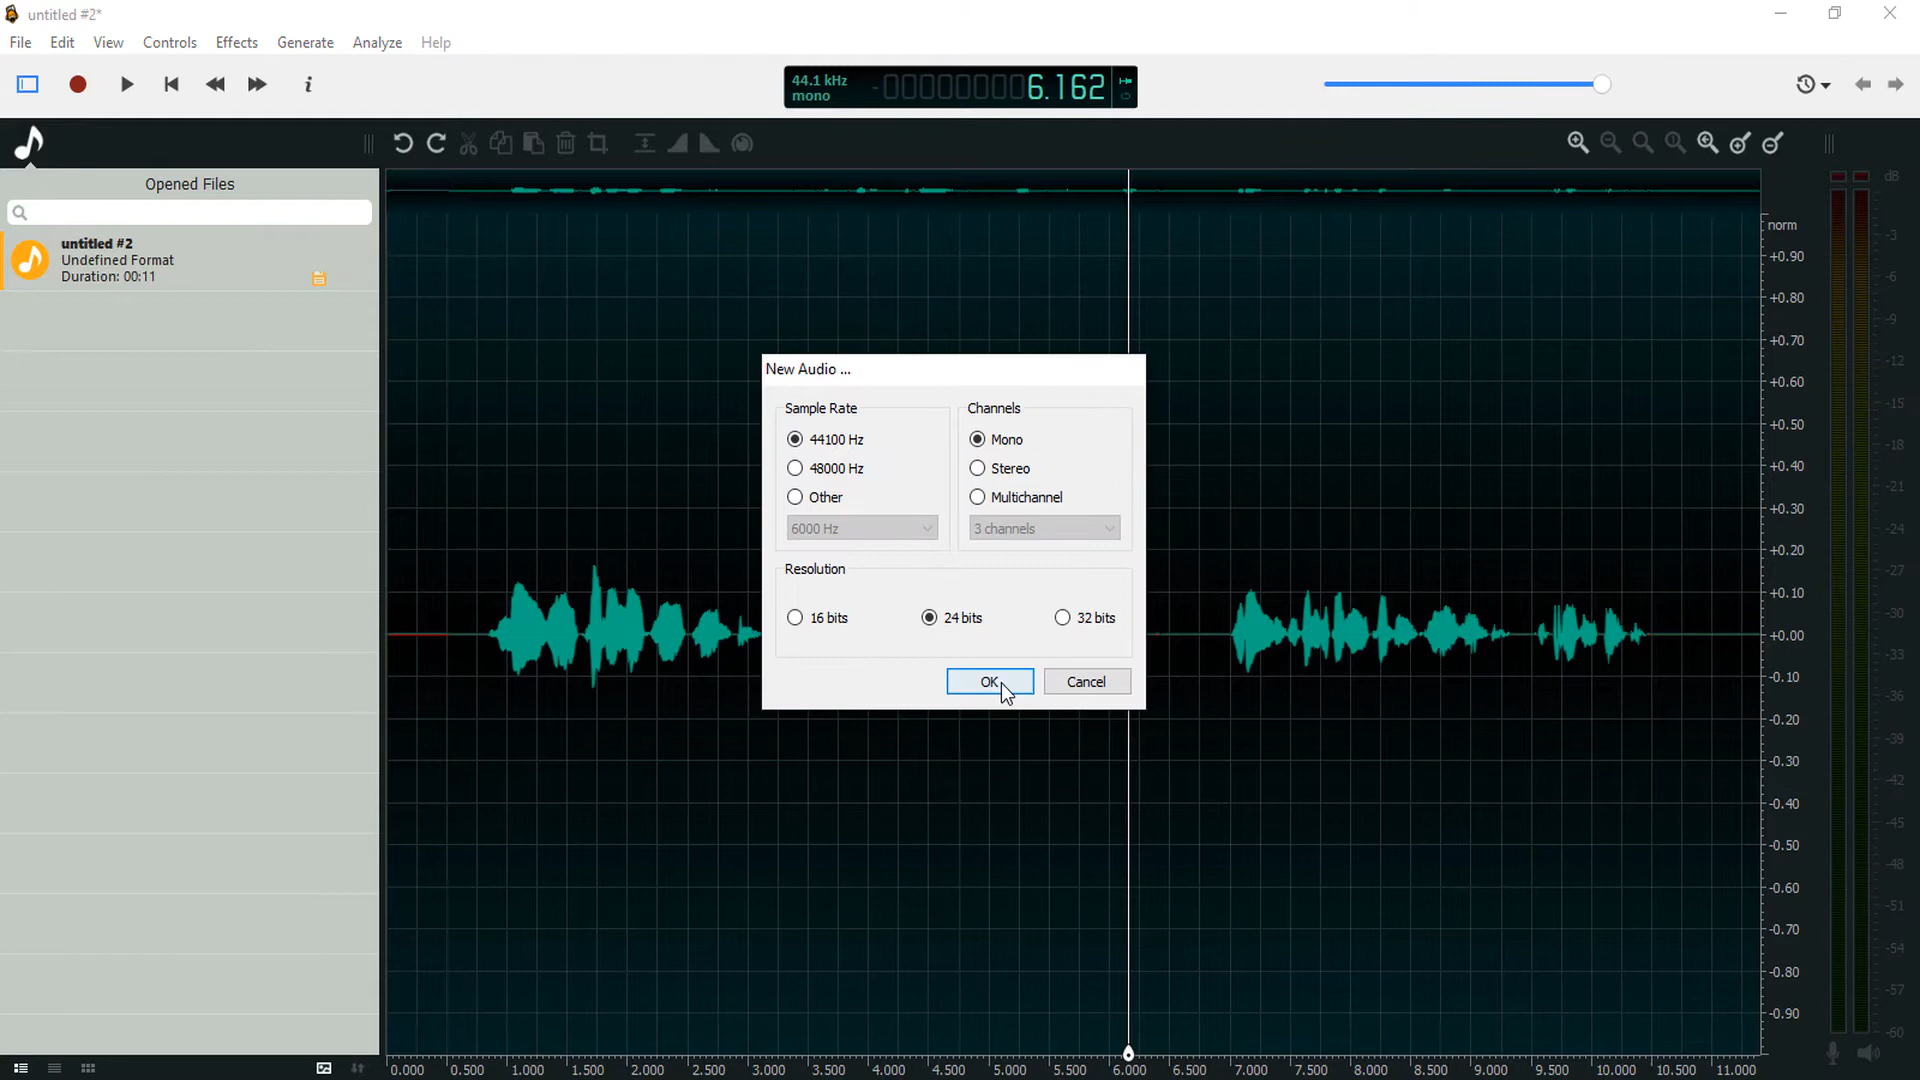 untitled #2*
File Edit View Controls Effects Generate Analyze Help
44.1 kHz
mono
-000000006.162
Opened Files
untitled #2
Undefined Format
Duration: 00:11
New Audio ...
Sample Rate
44100 Hz
48000 Hz
Other
6000 Hz
Channels
Mono
Stereo
Multichannel
3 channels
Resolution
16 bits
24 bits
32 bits
OK
Cancel
norm
+0.90
+0.80
+0.70
+0.60
+0.50
+0.40
+0.30
+0.20
+0.10
+0.00
-0.10
-0.20
-0.30
-0.40
-0.50
-0.60
-0.70
-0.80
-0.90
dB
-3
-6
-9
-12
-15
-18
-21
-24
-27
-30
-33
-36
-39
-42
-45
-48
-51
-54
-57
-60
0.000 0.500 1.000 1.500 2.000 2.500 3.000 3.500 4.000 4.500 5.000 5.500 6.000 6.500 7.000 7.500 8.000 8.500 9.000 9.500 10.000 10.500 11.000